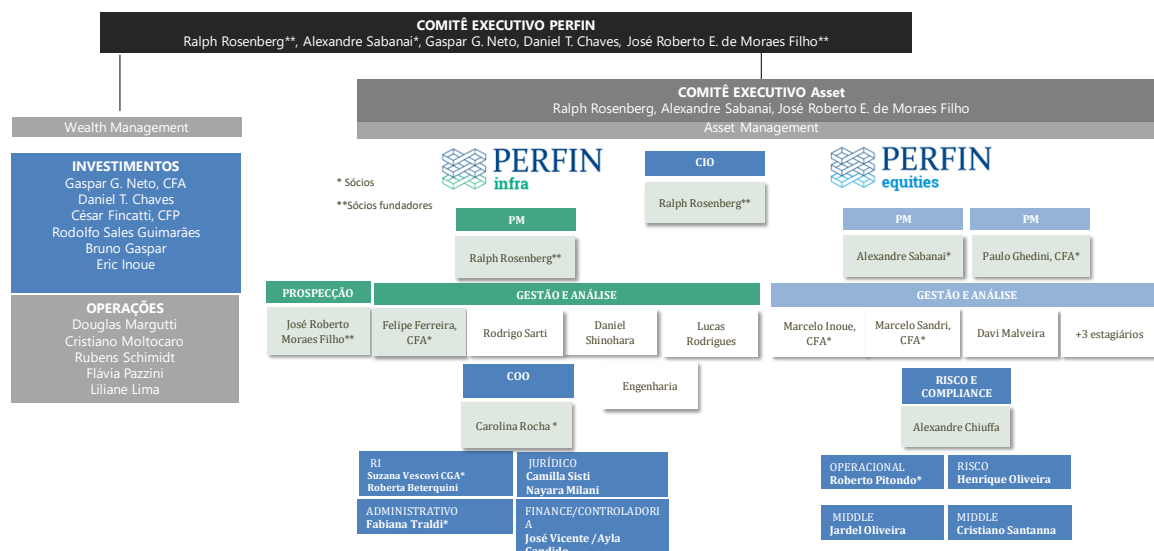 COMITÊ EXECUTIVO PERFIN
Ralph Rosenberg**, Alexandre Sabanai*, Gaspar G. Neto, Daniel T. Chaves, José Roberto E. de Moraes Filho**
COMITÊ EXECUTIVO Asset
Ralph Rosenberg, Alexandre Sabanai, José Roberto E. de Moraes Filho
Wealth Management
Asset Management
INVESTIMENTOS
Gaspar G. Neto, CFA
Daniel T. Chaves
César Fincatti, CFP
Rodolfo Sales Guimarães
Bruno Gaspar
Eric Inoue
OPERAÇÕES
Douglas Margutti
Cristiano Moltocaro
Rubens Schimidt
Flávia Pazzini
Liliane Lima
* Sócios
**Sócios fundadores
PERFIN
infra
CIO
Ralph Rosenberg**
PERFIN
equities
PM
Ralph Rosenberg**
PM
Alexandre Sabanai*
PM
Paulo Ghedini, CFA*
PROSPECÇÃO
José Roberto
Moraes Filho**
GESTÃO E ANÁLISE
Felipe Ferreira,
CFA*
Rodrigo Sarti
Daniel
Shinohara
Lucas
Rodrigues
GESTÃO E ANÁLISE
Marcelo Inoue,
CFA*
Marcelo Sandri,
CFA*
Davi Malveira
+3 estagiários
COO
Carolina Rocha *
Engenharia
RISCO E
COMPLIANCE
Alexandre Chiuffa
RI
Suzana Vescovi CGA*
Roberta Beterquini
JURÍDICO
Camilla Sisti
Nayara Milani
ADMINISTRATIVO
Fabiana Traldi*
FINANCE/CONTROLADORI
A
José Vicente /Ayla
Candido
OPERACIONAL
Roberto Pitondo*
RISCO
Henrique Oliveira
MIDDLE
Jardel Oliveira
MIDDLE
Cristiano Santanna